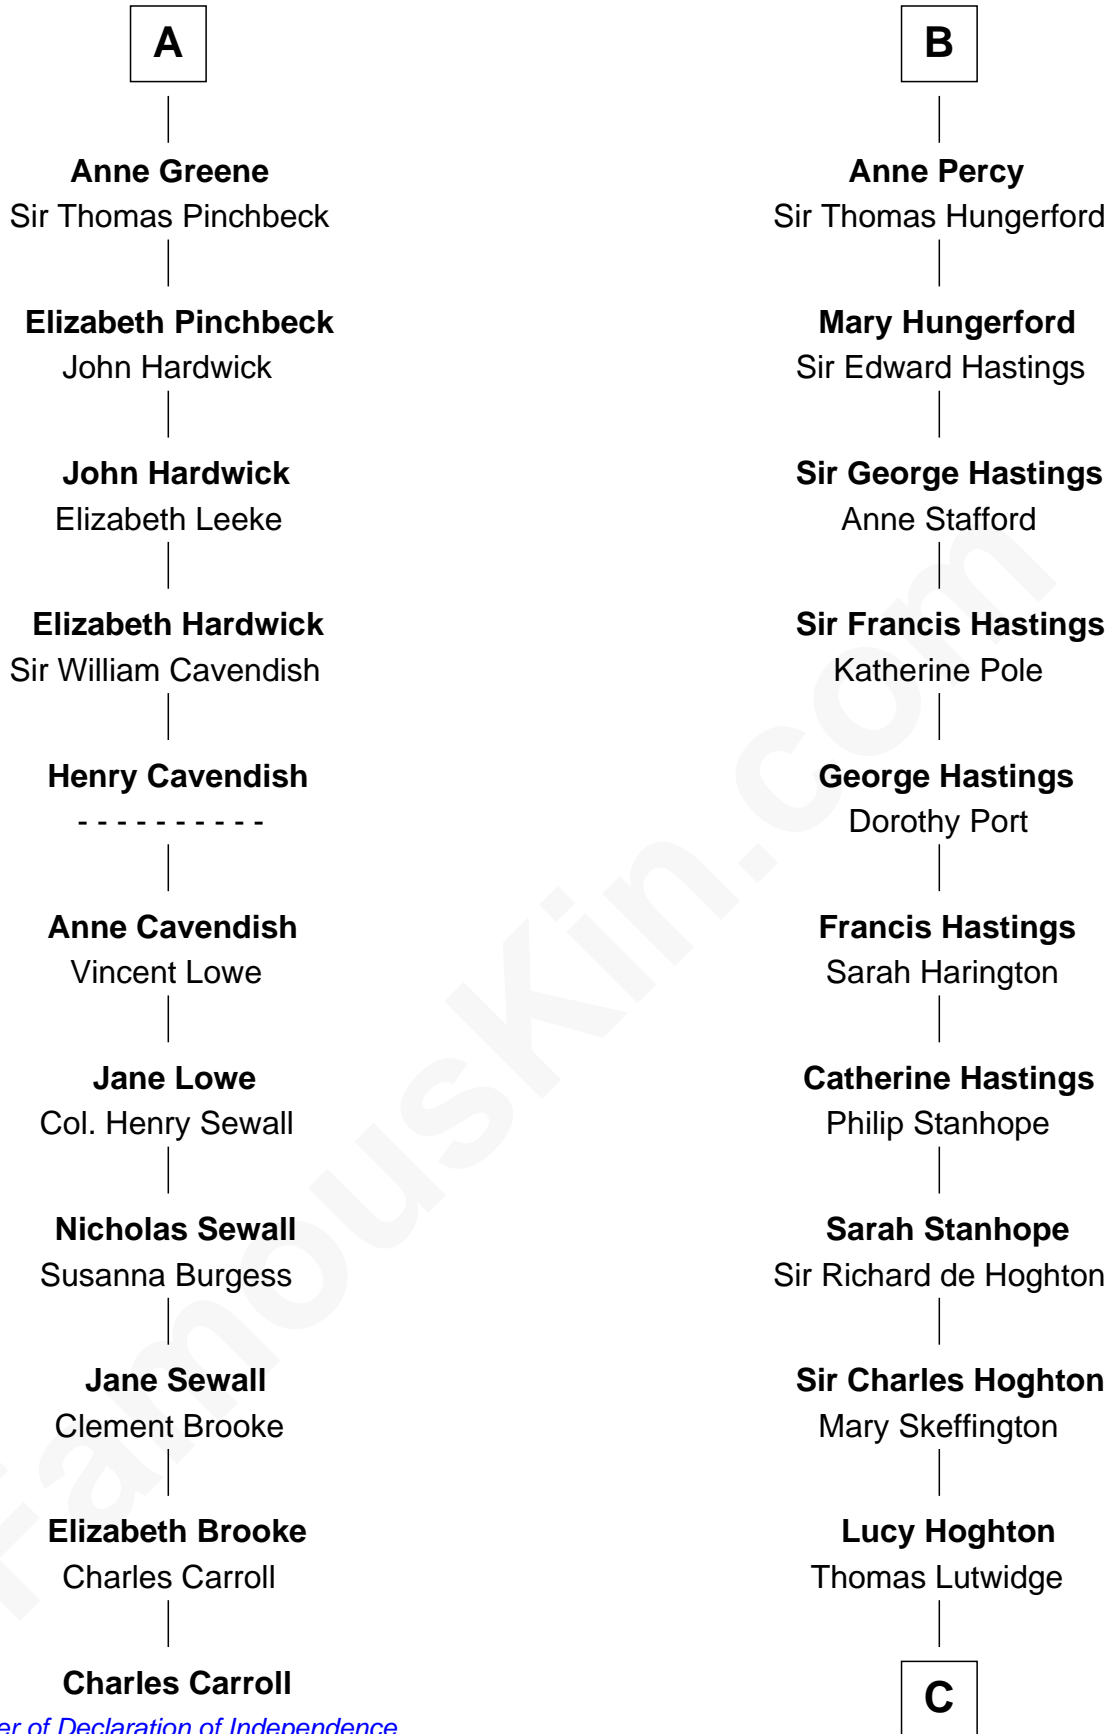 A
Anne Greene
Sir Thomas Pinchbeck
Elizabeth Pinchbeck
John Hardwick
John Hardwick
Elizabeth Leeke
Elizabeth Hardwick
Sir William Cavendish
Henry Cavendish
- - - - - - - - - -
Anne Cavendish
Vincent Lowe
Jane Lowe
Col. Henry Sewall
Nicholas Sewall
Susanna Burgess
Jane Sewall
Clement Brooke
Elizabeth Brooke
Charles Carroll
Charles Carroll
of Declaration of Independence
B
Anne Percy
Sir Thomas Hungerford
Mary Hungerford
Sir Edward Hastings
Sir George Hastings
Anne Stafford
Sir Francis Hastings
Katherine Pole
George Hastings
Dorothy Port
Francis Hastings
Sarah Harington
Catherine Hastings
Philip Stanhope
Sarah Stanhope
Sir Richard de Hoghton
Sir Charles Hoghton
Mary Skeffington
Lucy Hoghton
Thomas Lutwidge
C
FamousKin.com